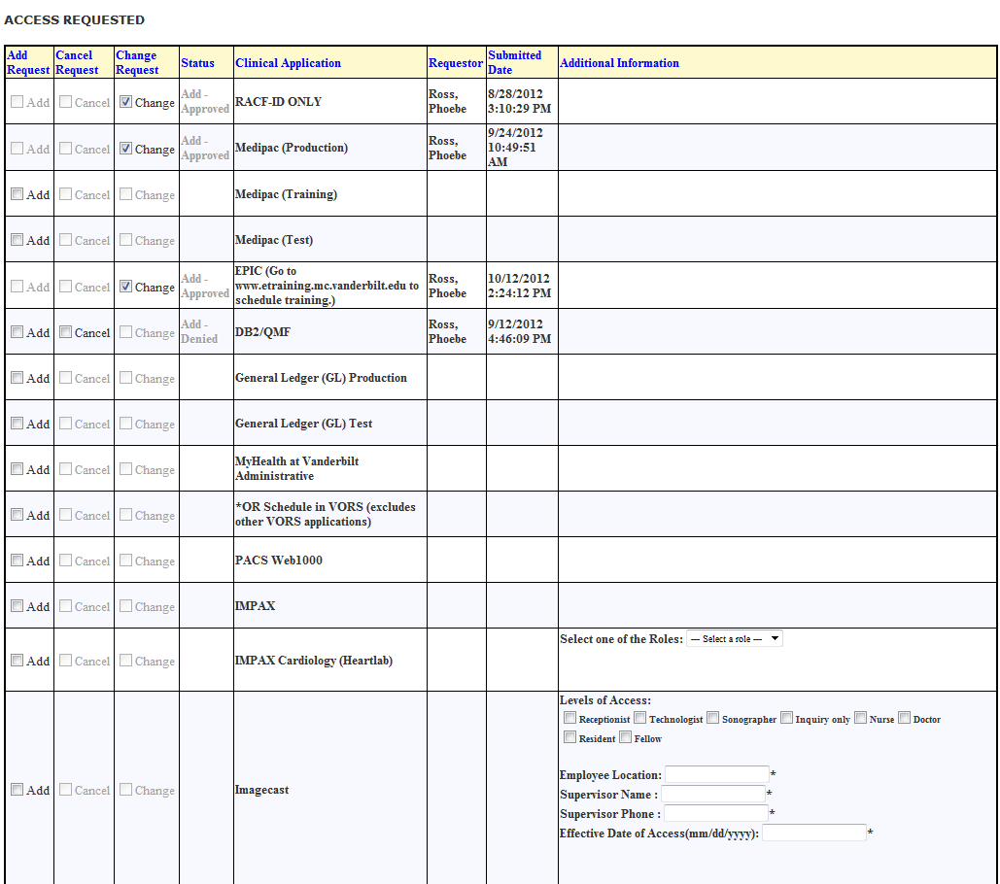 ACCESS REQUESTED
Add Request Cancel Request Change Request Status Clinical Application Requestor Submitted Date Additional Information
Add Cancel Change Add - Approved RACF-ID ONLY Ross, Phoebe 8/28/2012 3:10:29 PM
Add Cancel Change Add - Approved Medipac (Production) Ross, Phoebe 9/24/2012 10:49:51 AM
Add Cancel Change Medipac (Training)
Add Cancel Change Medipac (Test)
Add Cancel Change Add - Approved EPIC (Go to www.etraining.mc.vanderbilt.edu to schedule training.) Ross, Phoebe 10/12/2012 2:24:12 PM
Add Cancel Change Add - Denied DB2/QMF Ross, Phoebe 9/12/2012 4:46:09 PM
Add Cancel Change General Ledger (GL) Production
Add Cancel Change General Ledger (GL) Test
Add Cancel Change MyHealth at Vanderbilt Administrative
Add Cancel Change *OR Schedule in VORS (excludes other VORS applications)
Add Cancel Change PACS Web1000
Add Cancel Change IMPAX
Add Cancel Change IMPAX Cardiology (Heartlab) Select one of the Roles: --- Select a role ---
Add Cancel Change Imagecast
Levels of Access:
Receptionist Technologist Sonographer Inquiry only Nurse Doctor
Resident Fellow
Employee Location: *
Supervisor Name : *
Supervisor Phone : *
Effective Date of Access(mm/dd/yyyy): *